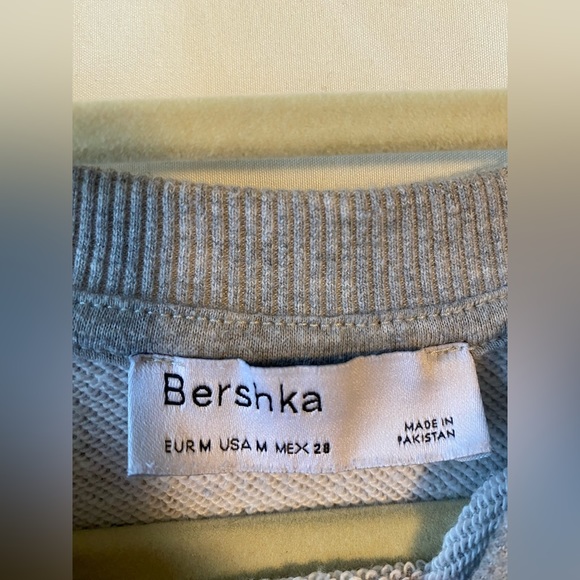 Bershka
EUR M USA M MEX 28
MADE IN
PAKISTAN